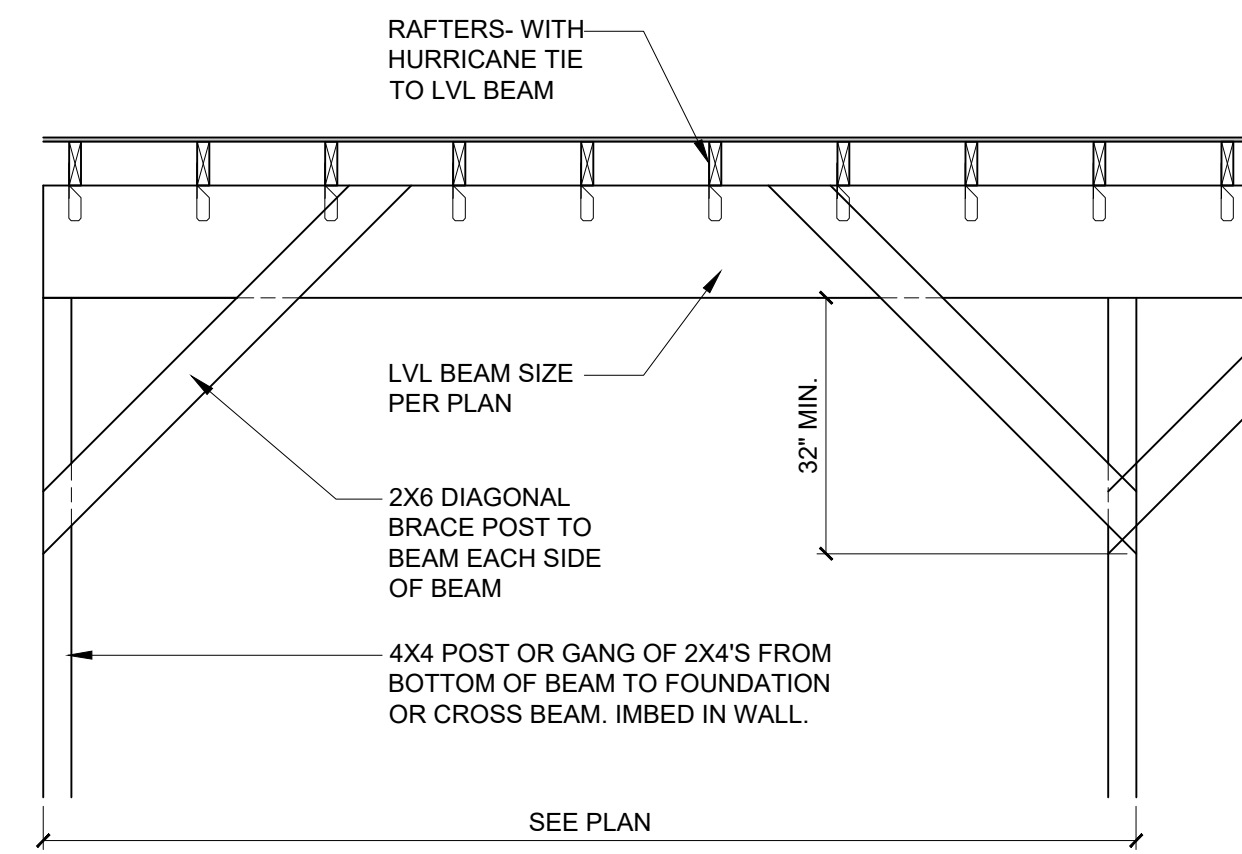 RAFTERS- WITH
HURRICANE TIE
TO LVL BEAM
LVL BEAM SIZE
PER PLAN
32" MIN.
2X6 DIAGONAL
BRACE POST TO
BEAM EACH SIDE
OF BEAM
4X4 POST OR GANG OF 2X4'S FROM
BOTTOM OF BEAM TO FOUNDATION
OR CROSS BEAM. IMBED IN WALL.
SEE PLAN